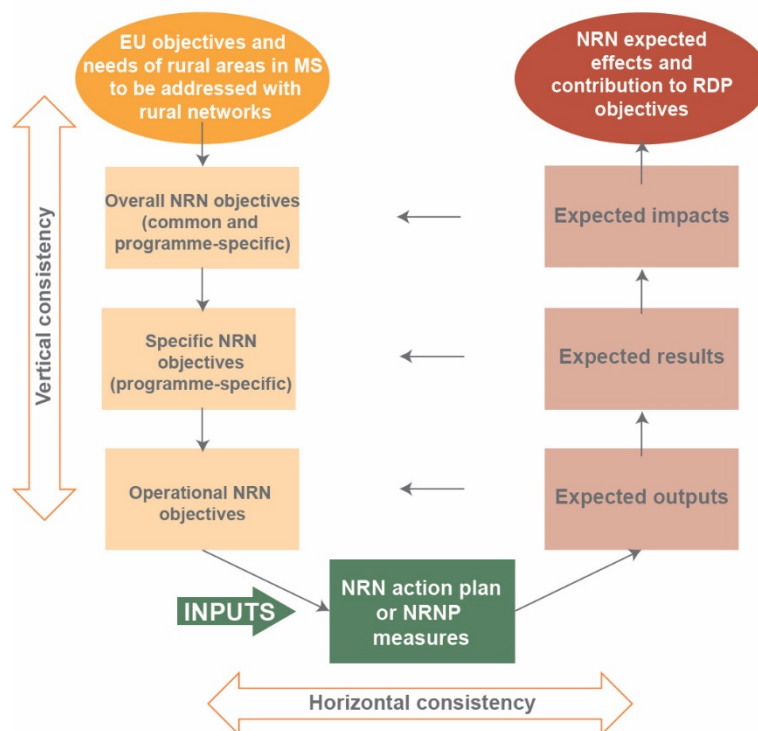 EU objectives and
needs of rural areas in MS
to be addressed with
rural networks
NRN expected
effects and
contribution to RDP
objectives
Vertical consistency
Overall NRN objectives
(common and
programme-specific)
Expected impacts
Specific NRN
objectives
(programme-specific)
Expected results
Operational NRN
objectives
Expected outputs
INPUTS
NRN action plan
or NRNP
measures
Horizontal consistency